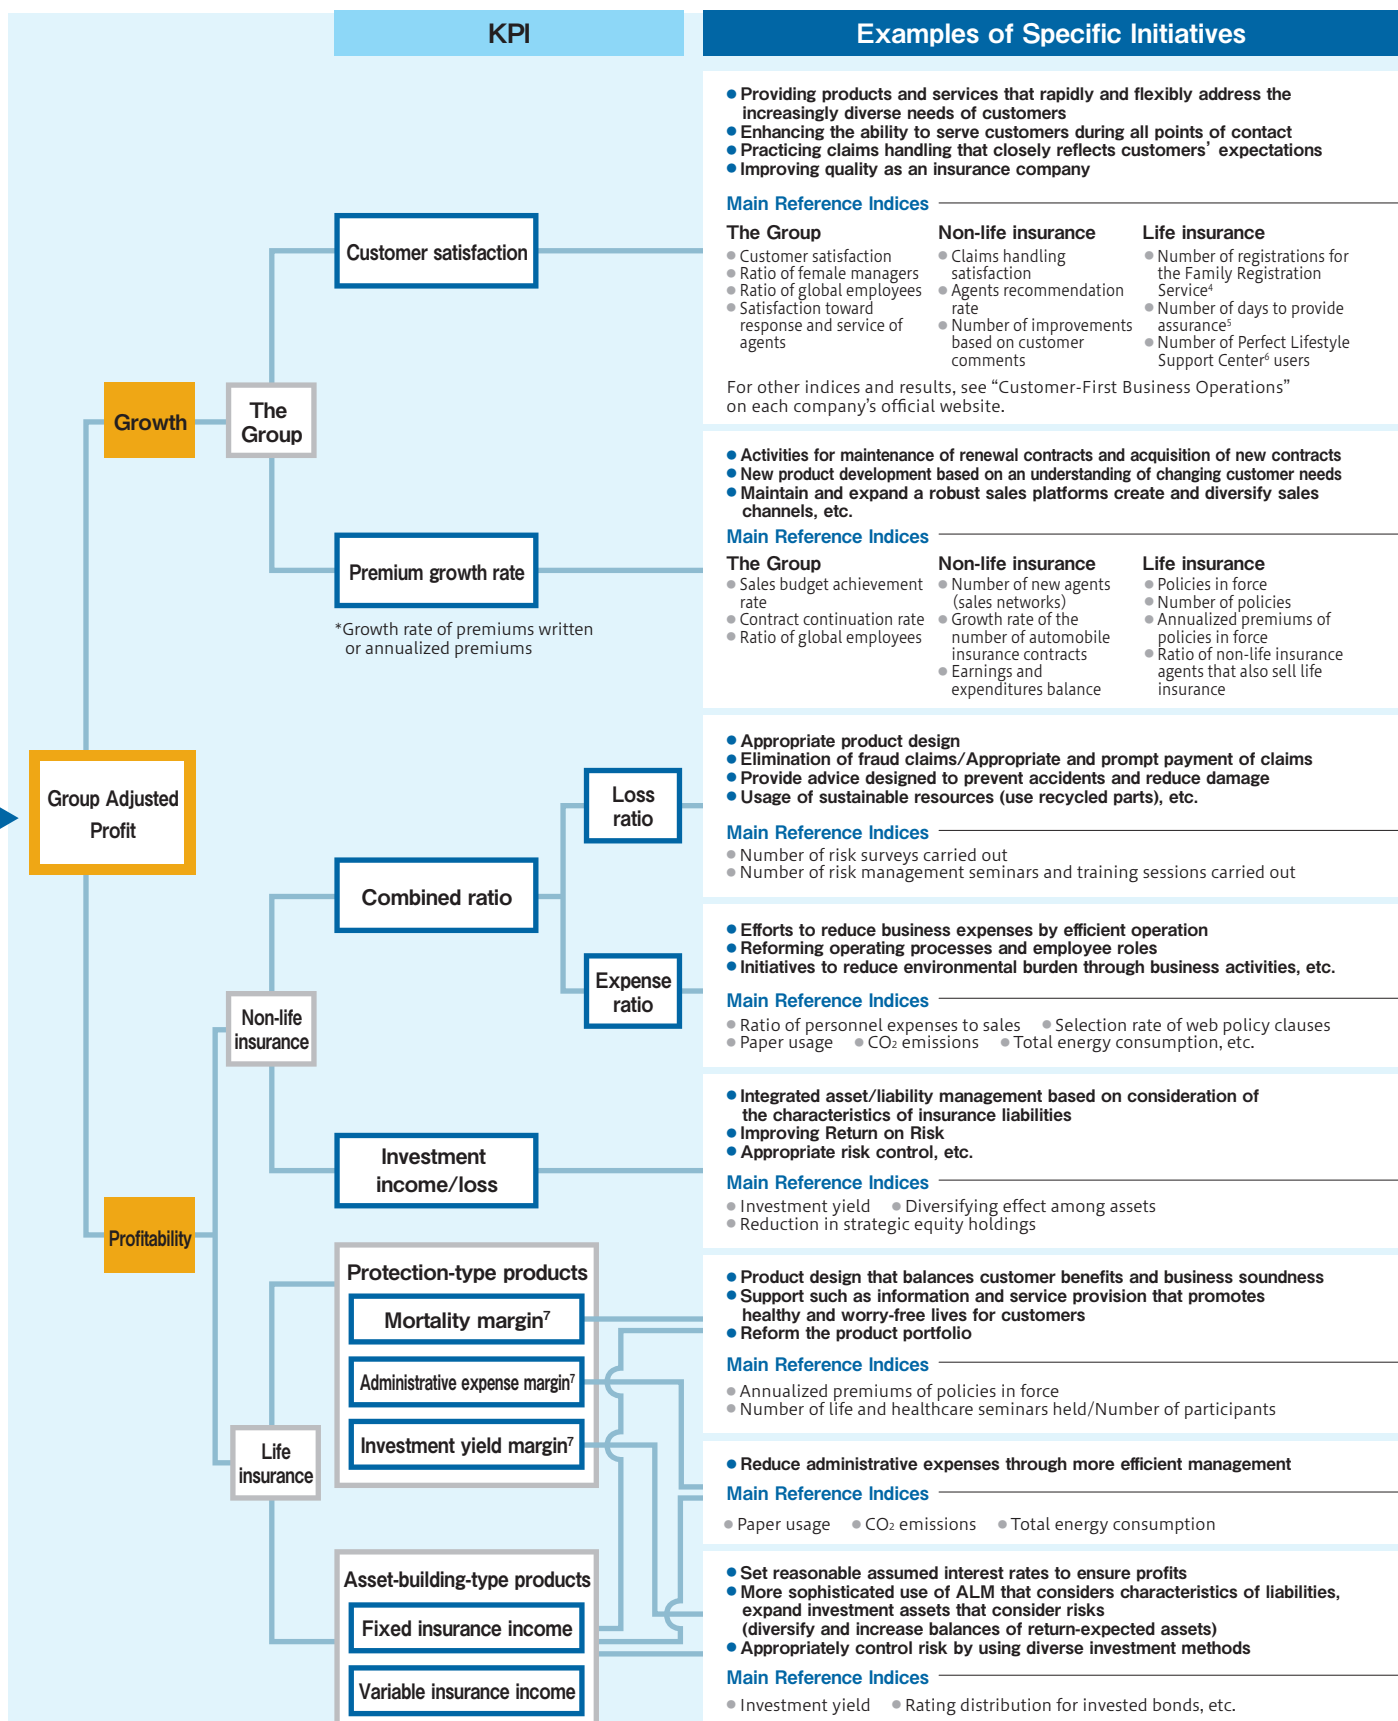 KPI
Examples of Specific Initiatives
● Providing products and services that rapidly and flexibly address the
increasingly diverse needs of customers
● Enhancing the ability to serve customers during all points of contact
● Practicing claims handling that closely reflects customers' expectations
● Improving quality as an insurance company
Main Reference Indices
The Group
● Customer satisfaction
● Ratio of female managers
● Ratio of global employees
● Satisfaction toward
response and service of
agents
Non-life insurance
● Claims handling
satisfaction
● Agents recommendation
rate
● Number of improvements
based on customer
comments
Life insurance
● Number of registrations for
the Family Registration
Service⁴
● Number of days to provide
assurance⁵
● Number of Perfect Lifestyle
Support Center⁶ users
For other indices and results, see “Customer-First Business Operations”
on each company's official website.
Customer satisfaction
Growth
The
Group
● Activities for maintenance of renewal contracts and acquisition of new contracts
● New product development based on an understanding of changing customer needs
● Maintain and expand a robust sales platforms create and diversify sales
channels, etc.
Main Reference Indices
The Group
● Sales budget achievement
rate
● Contract continuation rate
● Ratio of global employees
Non-life insurance
● Number of new agents
(sales networks)
● Growth rate of the
number of automobile
insurance contracts
● Earnings and
expenditures balance
Life insurance
● Policies in force
● Number of policies
● Annualized premiums of
policies in force
● Ratio of non-life insurance
agents that also sell life
insurance
Premium growth rate
*Growth rate of premiums written
or annualized premiums
Group Adjusted
Profit
Loss
ratio
● Appropriate product design
● Elimination of fraud claims/Appropriate and prompt payment of claims
● Provide advice designed to prevent accidents and reduce damage
● Usage of sustainable resources (use recycled parts), etc.
Main Reference Indices
● Number of risk surveys carried out
● Number of risk management seminars and training sessions carried out
Combined ratio
Expense
ratio
● Efforts to reduce business expenses by efficient operation
● Reforming operating processes and employee roles
● Initiatives to reduce environmental burden through business activities, etc.
Main Reference Indices
● Ratio of personnel expenses to sales ● Selection rate of web policy clauses
● Paper usage ● CO₂ emissions ● Total energy consumption, etc.
Non-life
insurance
● Integrated asset/liability management based on consideration of
the characteristics of insurance liabilities
● Improving Return on Risk
● Appropriate risk control, etc.
Main Reference Indices
● Investment yield ● Diversifying effect among assets
● Reduction in strategic equity holdings
Investment
income/loss
Profitability
Protection-type products
Mortality margin⁷
Administrative expense margin⁷
Investment yield margin⁷
● Product design that balances customer benefits and business soundness
● Support such as information and service provision that promotes
healthy and worry-free lives for customers
● Reform the product portfolio
Main Reference Indices
● Annualized premiums of policies in force
● Number of life and healthcare seminars held/Number of participants
Life
insurance
● Reduce administrative expenses through more efficient management
Main Reference Indices
● Paper usage ● CO₂ emissions ● Total energy consumption
Asset-building-type products
Fixed insurance income
Variable insurance income
● Set reasonable assumed interest rates to ensure profits
● More sophisticated use of ALM that considers characteristics of liabilities,
expand investment assets that consider risks
(diversify and increase balances of return-expected assets)
● Appropriately control risk by using diverse investment methods
Main Reference Indices
● Investment yield ● Rating distribution for invested bonds, etc.